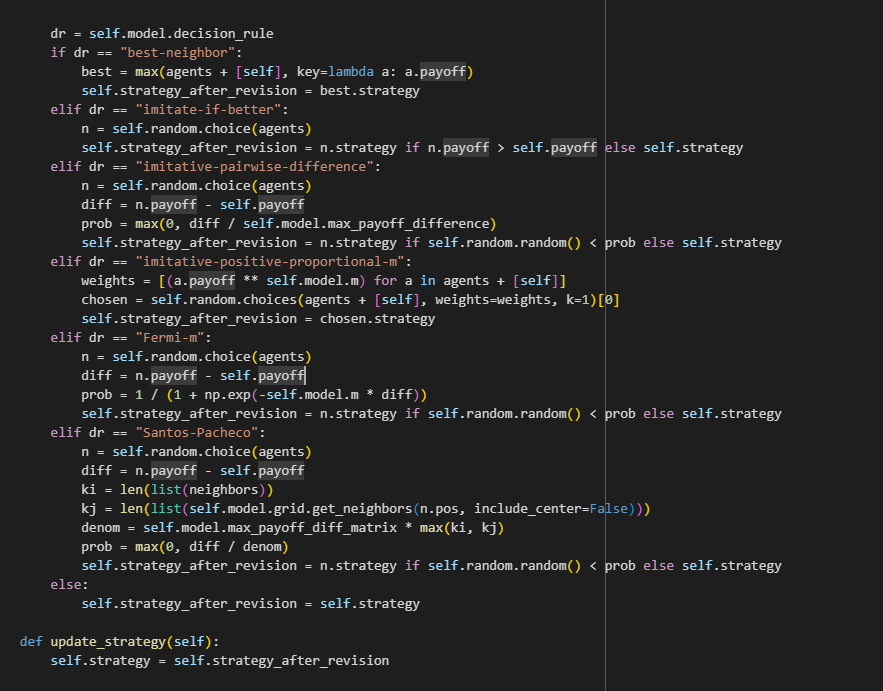 dr = self.model.decision_rule
if dr == "best-neighbor":
best = max(agents + [self], key=lambda a: a.payoff)
self.strategy_after_revision = best.strategy
elif dr == "imitate-if-better":
n = self.random.choice(agents)
self.strategy_after_revision = n.strategy if n.payoff > self.payoff else self.strategy
elif dr == "imitative-pairwise-difference":
n = self.random.choice(agents)
diff = n.payoff - self.payoff
prob = max(0, diff / self.model.max_payoff_difference)
self.strategy_after_revision = n.strategy if self.random.random() < prob else self.strategy
elif dr == "imitative-positive-proportional-m":
weights = [(a.payoff ** self.model.m) for a in agents + [self]]
chosen = self.random.choices(agents + [self], weights=weights, k=1)[0]
self.strategy_after_revision = chosen.strategy
elif dr == "Fermi-m":
n = self.random.choice(agents)
diff = n.payoff - self.payoff
prob = 1 / (1 + np.exp(-self.model.m * diff))
self.strategy_after_revision = n.strategy if self.random.random() < prob else self.strategy
elif dr == "Santos-Pacheco":
n = self.random.choice(agents)
diff = n.payoff - self.payoff
ki = len(list(neighbors))
kj = len(list(self.model.grid.get_neighbors(n.pos, include_center=False)))
denom = self.model.max_payoff_diff_matrix * max(ki, kj)
prob = max(0, diff / denom)
self.strategy_after_revision = n.strategy if self.random.random() < prob else self.strategy
else:
self.strategy_after_revision = self.strategy
def update_strategy(self):
self.strategy = self.strategy_after_revision